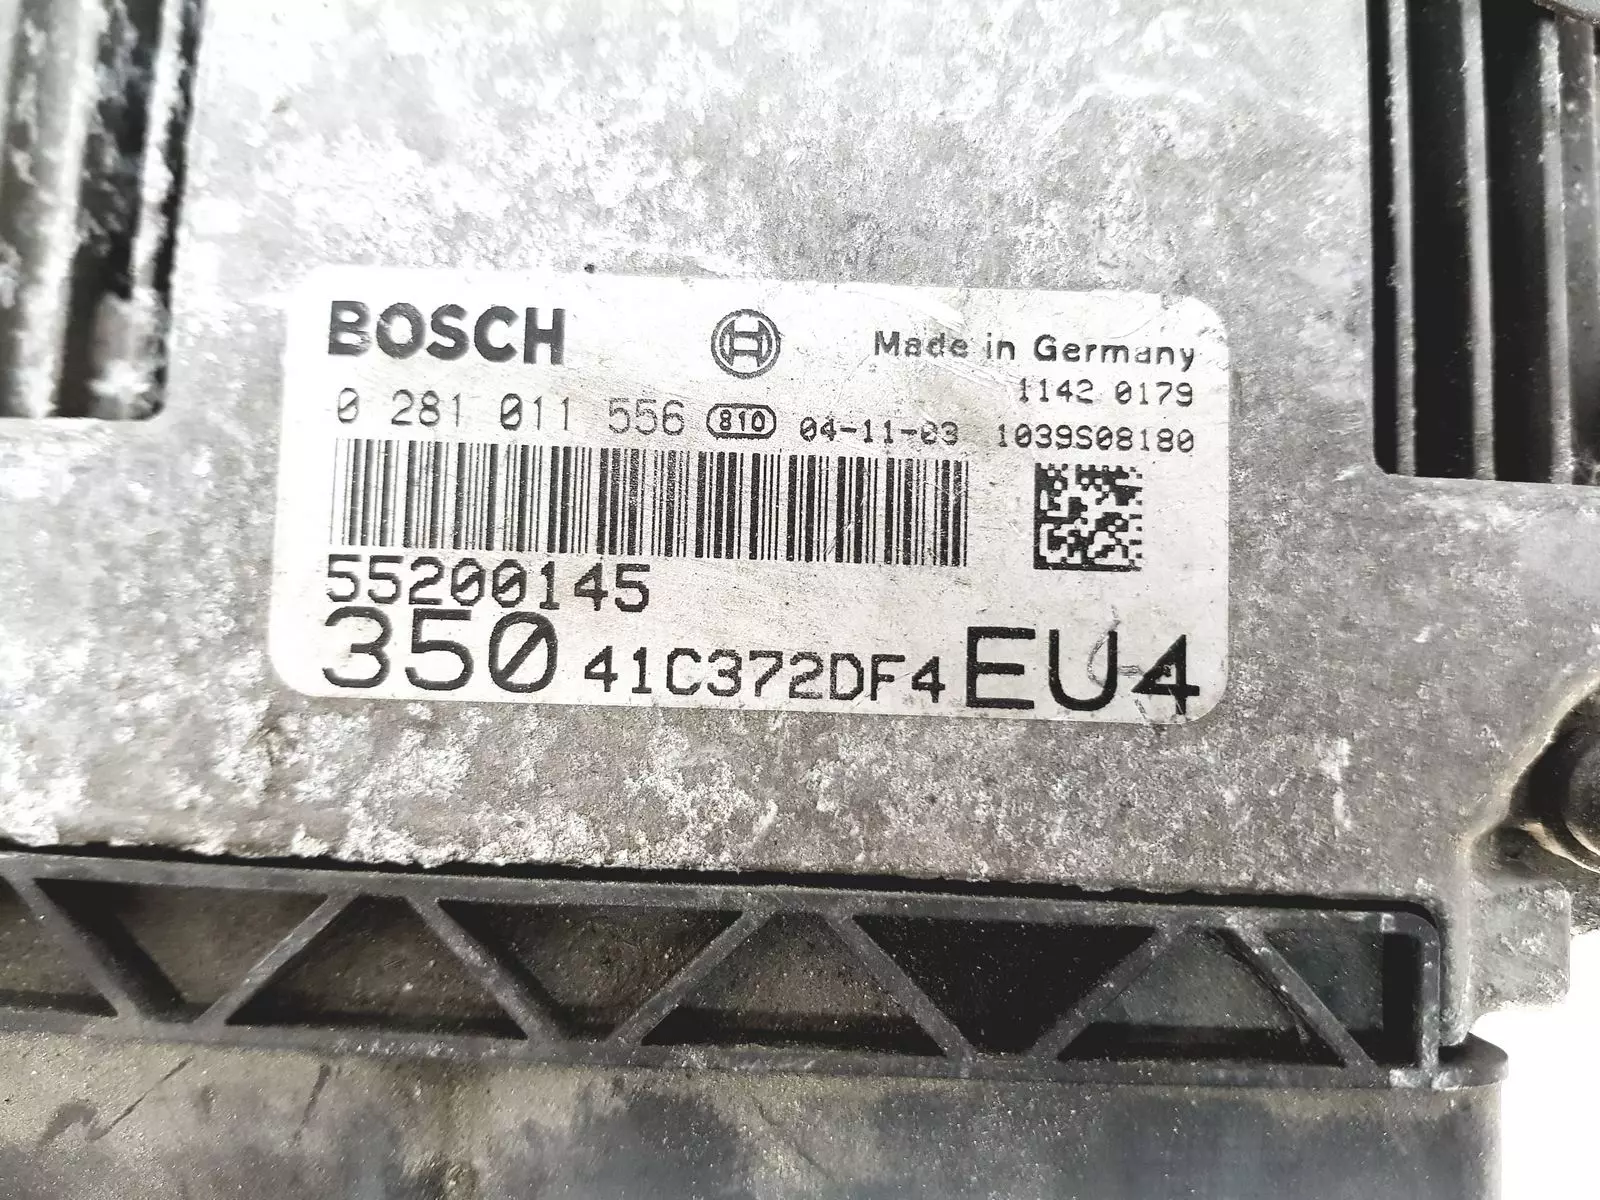 BOSCH
Made in Germany
1142 0179
0 281 011 556 810 04-11-03 1039S08180
55200145
350 41C372DF4 EU4